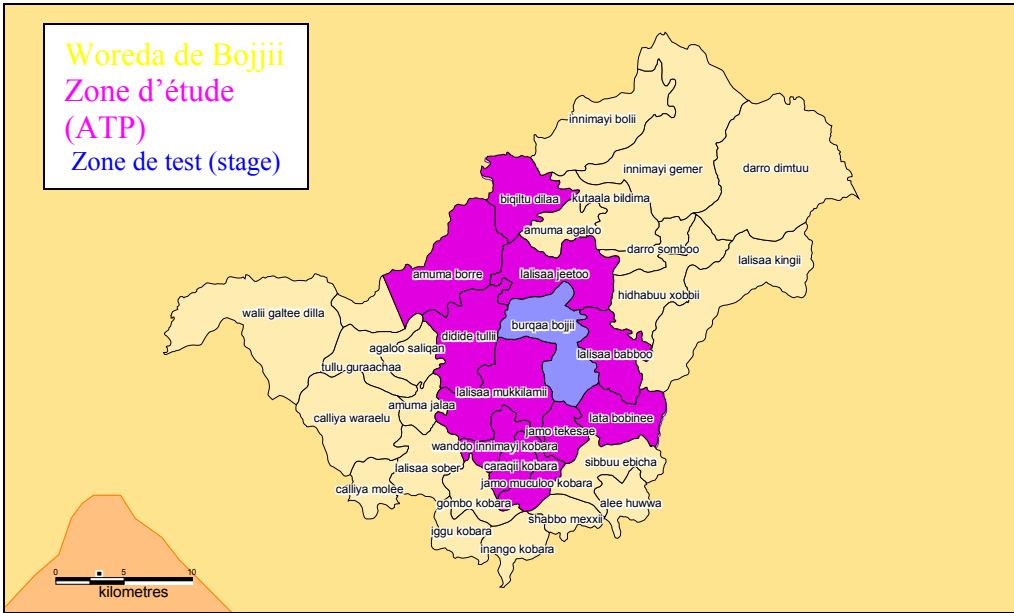 Woreda de Bojjii
Zone d'étude
(ATP)
Zone de test (stage)
innimayi bolii
innimayi gemer
darro dimtuu
biqiltu dilaa
kutaala bildima
amuma agaloo
darro somboo
lalisaa kingii
amuma borre
lalisaa jeetoo
hidhabuu xobbii
walii galtee dilla
burqaa bojjii
didide tullii
agaloo saliqan
lalisaa babboo
tullu guraachaa
lalisaa mukkilamii
amuma jalaa
calliya waraelu
lata bobinee
jamo tekesae
wanddo innimayi kobara
sibbuu ebicha
lalisaa sober
caraqii kobara
calliya molee
jamo muculoo kobara
gombo kobara
alee huwwa
shabbo mexxii
iggu kobara
inango kobara
0 5 10
kilometres